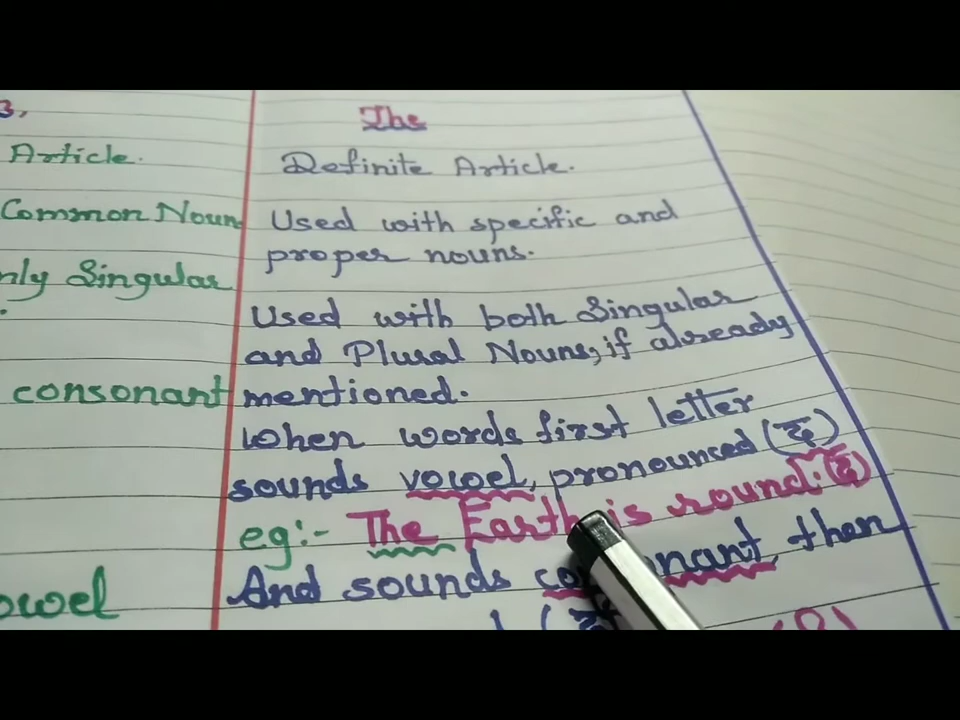 3,
Article.
Common Noun
nly Singular
consonant
owel
The
Definite Article.
Used with specific and
proper nouns.
Used with both Singular
and Plural Nouns, if already
mentioned.
When words first letter
sounds vowel, pronounced
eg:- The Earth is round.
And sounds co nant, then